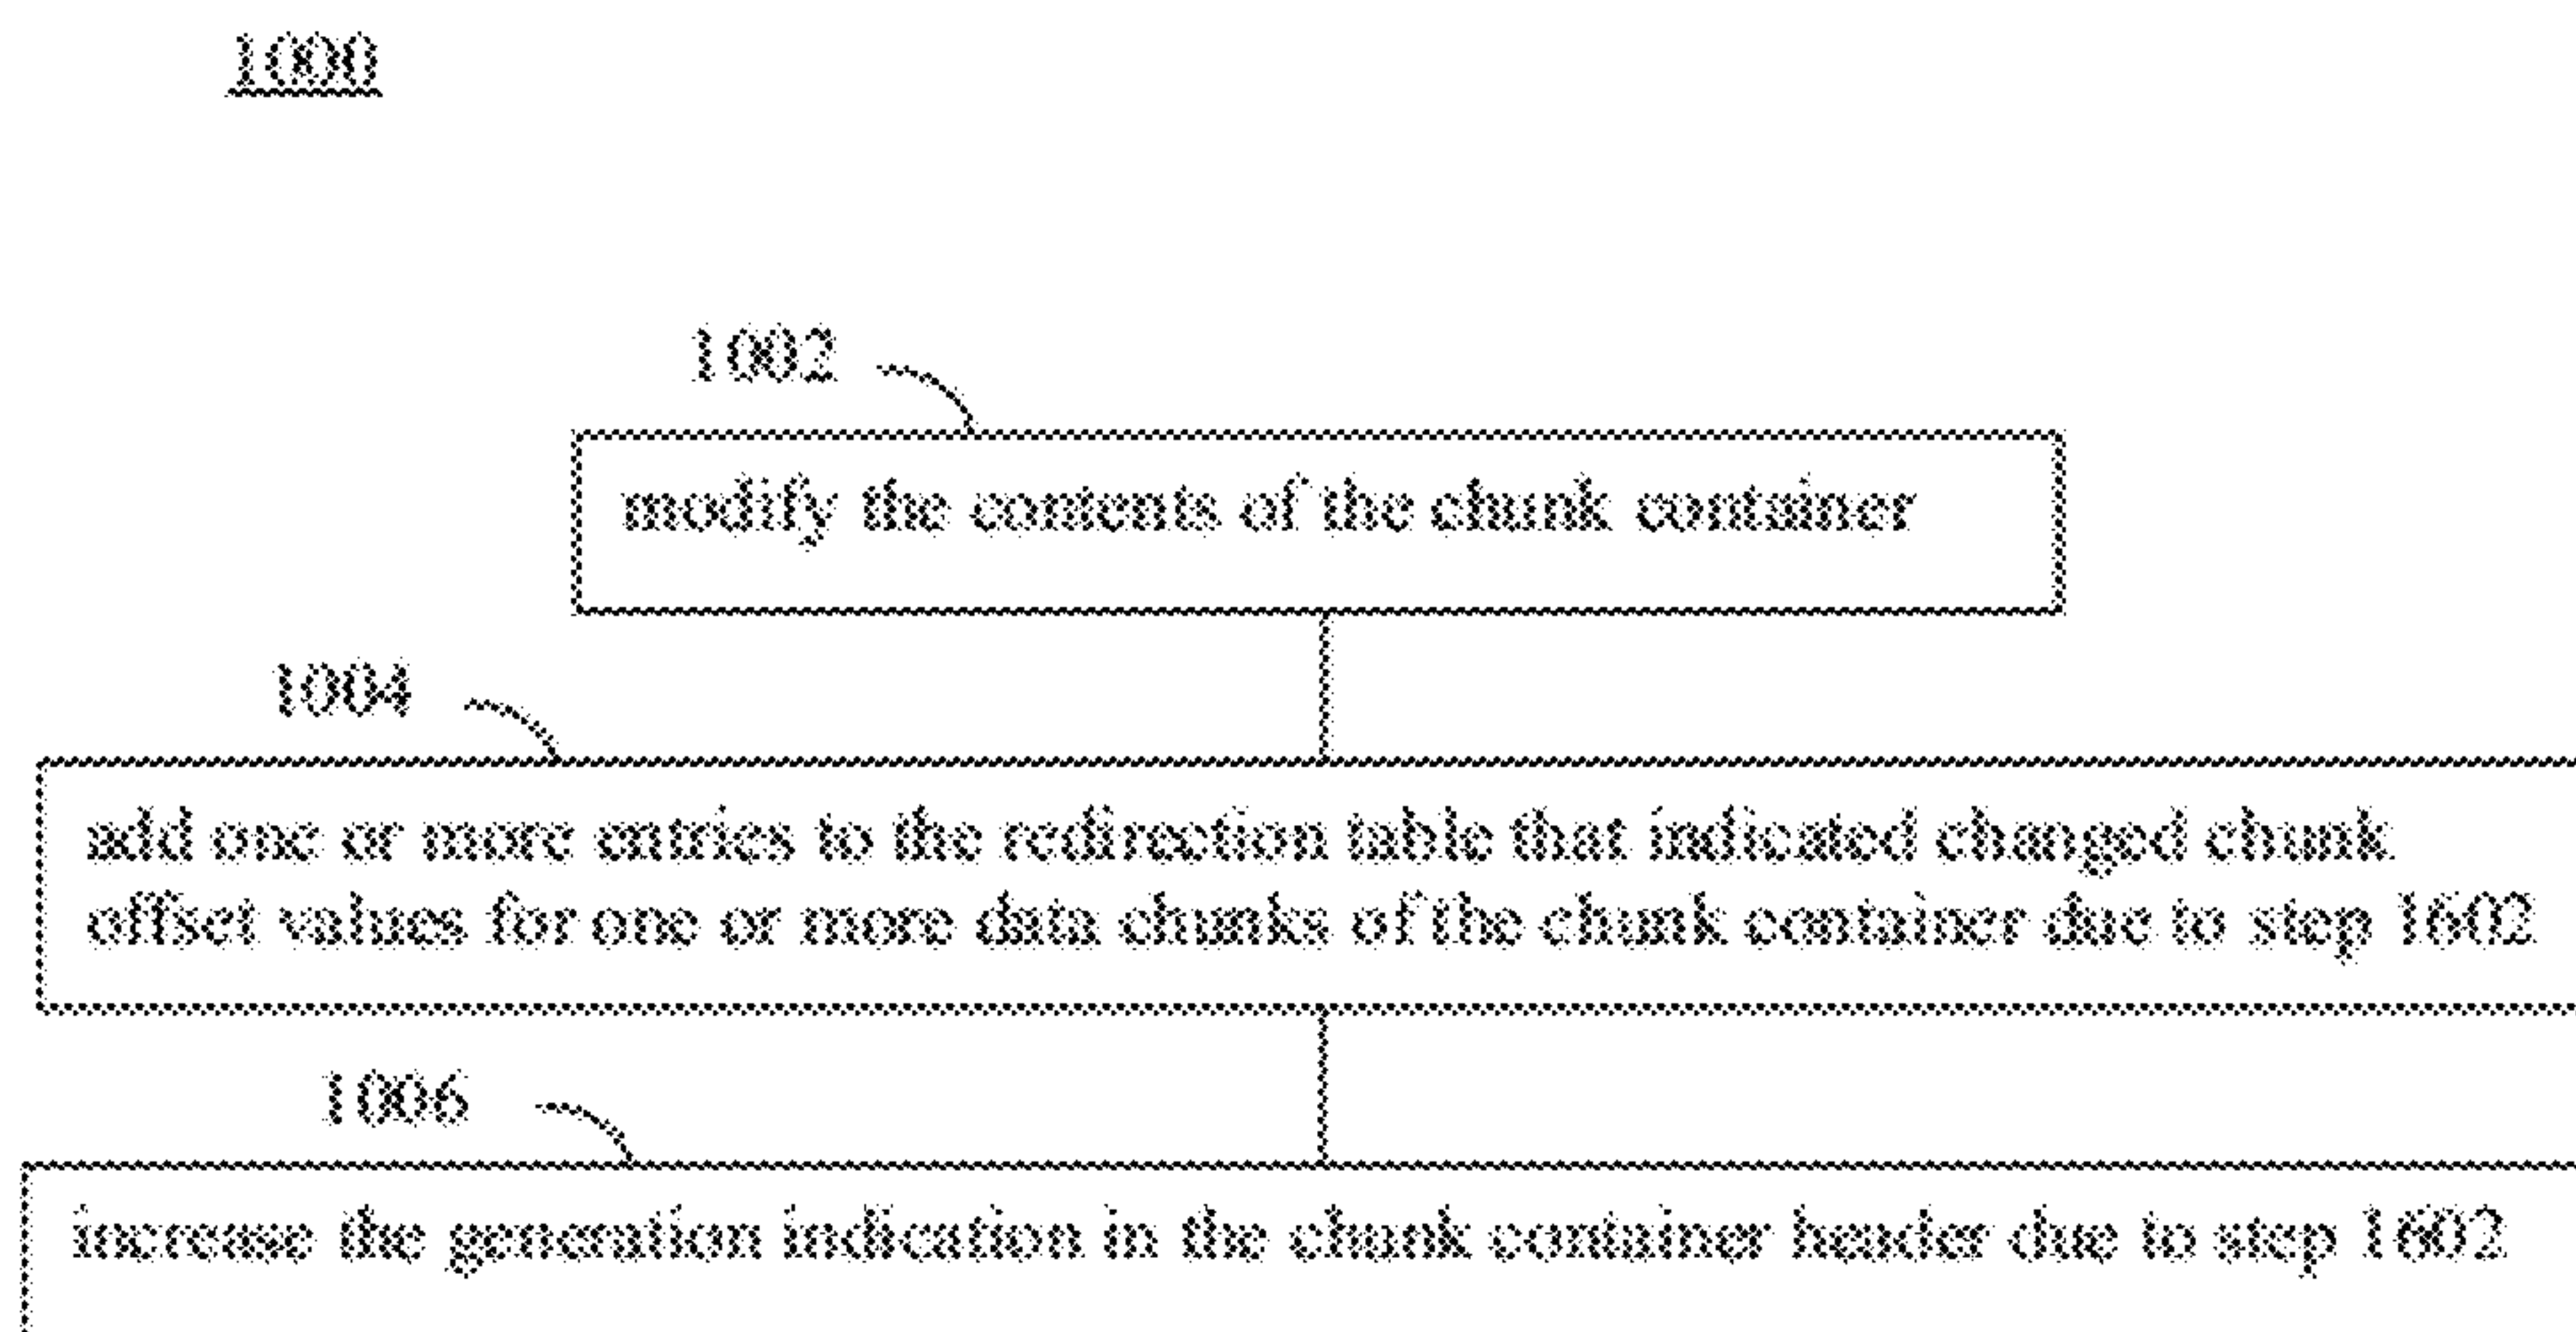 1000
1002
modify the contents of the chunk container
1004
add one or more entries to the redirection table that indicated changed chunk
offset values for one or more data chunks of the chunk container due to step 1602
1006
increase the generation indication in the chunk container header due to step 1602